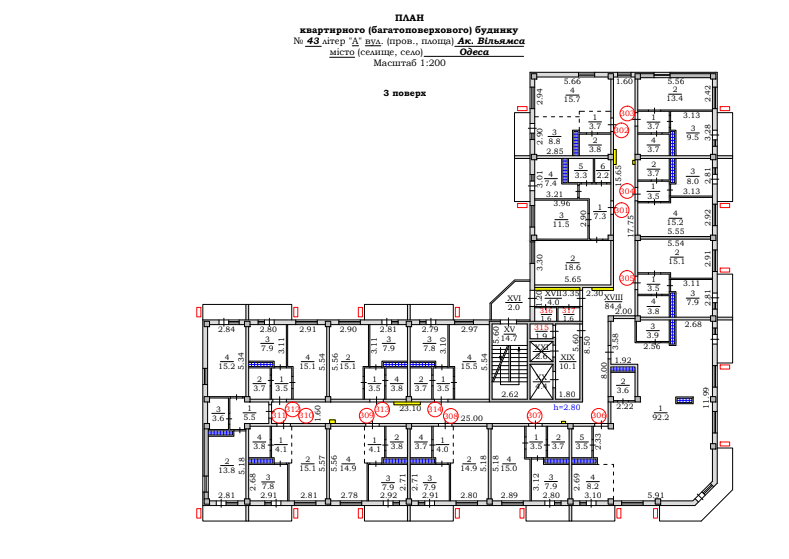 ПЛАН
квартирного (багатоповерхового) будинку
№ 43 літер "А" вул. (пров., площа) Ак. Вільямса
місто (селище, село) Одеса
Масштаб 1:200
3 поверх
5.66 1.60 5.56
2.94 4 15.7 2 13.4 2.42
303 302
1 3.7 1 3.7 3.13
2.90 3 8.8 2 3.8 4 3.7 3 9.5 3.28
2.85
3.01 4 7.4 5 3.3 6 2.2 15.65 2 3.7 3 8.0 2.81
3.21 304 1 3.5 3.13
3.96 301
3 11.5 2.90 1 7.3 17.75 4 15.2 2.92
5.55
5.54
3.30 2 18.6 2 15.1 2.91
5.65 305
1 3.5 3.11
XVI 2.0 XVII 4.0 3.35 2.30 XVIII 84.4 4 3.8 3 7.9 2.81
316 1.6 317 1.6 2.00 2.68
2.84 2.80 2.91 2.90 2.81 2.79 2.97
5.60 XV 14.7 315 1.9 5.60 8.50 3.58 3 3.9 2.56
4 15.2 5.34 3 7.9 3.11 4 15.1 5.54 5.56 2 15.1 3.11 3 7.9 3 7.8 3.10 4 15.5 5.54
XXI 2.6 XIX 10.1 1.92 8.00
2 3.7 1 3.5 1 3.5 4 3.8 2 3.7 1 3.5
2.62 1.80 2 3.6 2.22
3 3.6 1 5.5 311 312 310 1.60 309 313 23.10 314 308 25.00 307 h=2.80 306 1 92.2 11.99
2 13.8 5.18 4 3.8 1 4.1 2 15.1 5.57 5.56 4 14.9 1 4.1 2 3.8 4 3.7 1 4.0 2 14.9 5.18 5.18 4 15.0 1 3.5 2 3.7 5 3.5 2.33
2.68 3 7.8 3 7.9 2.71 2.71 3 7.9 3.12 3 7.9 2.69 4 8.2
2.81 2.91 2.81 2.78 2.92 2.91 2.80 2.89 2.80 3.10 5.91